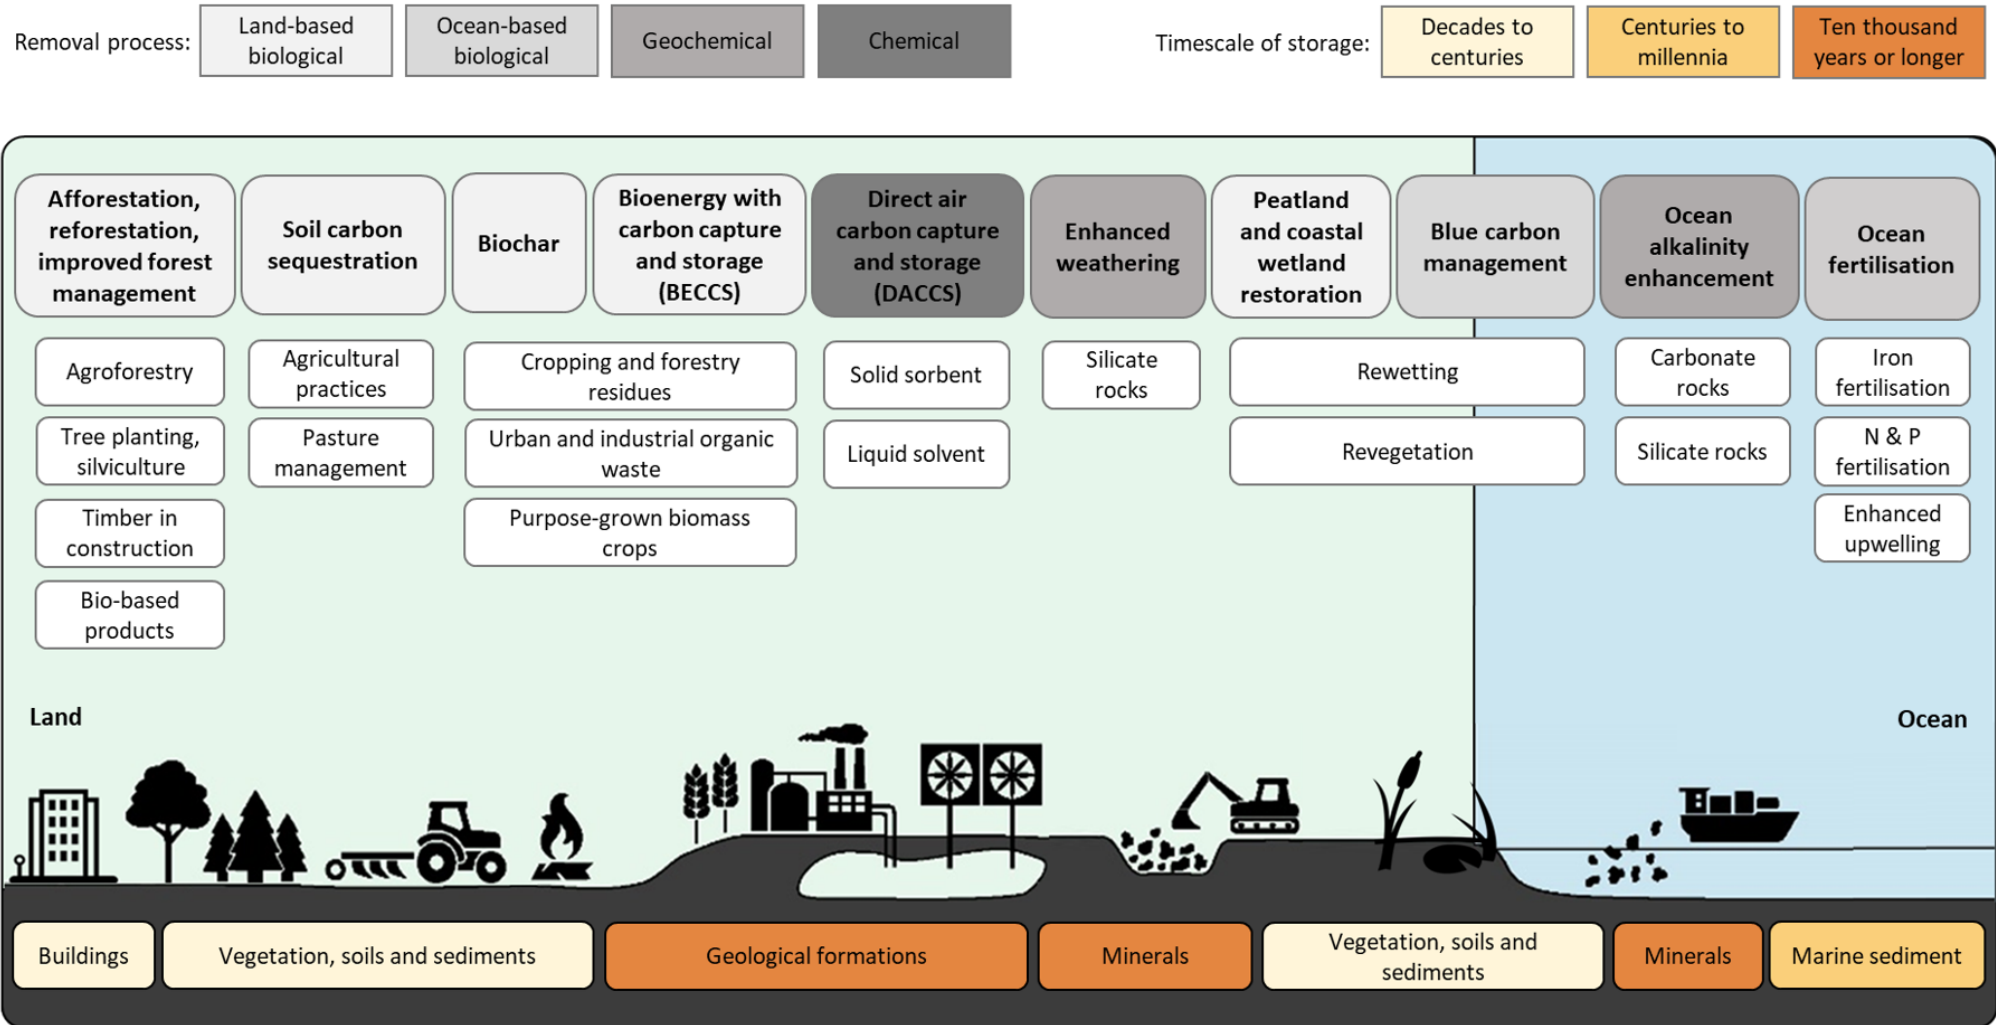 Removal process:
Land-based
biological
Ocean-based
biological
Geochemical
Chemical
Timescale of storage:
Decades to
centuries
Centuries to
millennia
Ten thousand
years or longer
Afforestation,
reforestation,
improved forest
management
Soil carbon
sequestration
Biochar
Bioenergy with
carbon capture
and storage
(BECCS)
Direct air
carbon capture
and storage
(DACCS)
Enhanced
weathering
Peatland
and coastal
wetland
restoration
Blue carbon
management
Ocean
alkalinity
enhancement
Ocean
fertilisation
Agroforestry
Tree planting,
silviculture
Timber in
construction
Bio-based
products
Agricultural
practices
Pasture
management
Cropping and forestry
residues
Urban and industrial organic
waste
Purpose-grown biomass
crops
Solid sorbent
Liquid solvent
Silicate
rocks
Rewetting
Revegetation
Carbonate
rocks
Silicate rocks
Iron
fertilisation
N & P
fertilisation
Enhanced
upwelling
Land
Ocean
Buildings
Vegetation, soils and sediments
Geological formations
Minerals
Vegetation, soils and
sediments
Minerals
Marine sediment